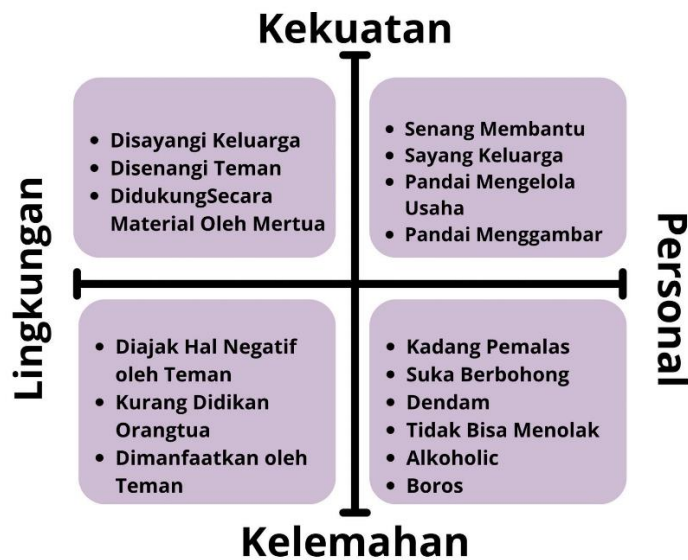 Kekuatan
Lingkungan
• Disayangi Keluarga
• Disenangi Teman
• DidukungSecara
Material Oleh Mertua
• Senang Membantu
• Sayang Keluarga
• Pandai Mengelola
Usaha
• Pandai Menggambar
Personal
• Diajak Hal Negatif
oleh Teman
• Kurang Didikan
Orangtua
• Dimanfaatkan oleh
Teman
• Kadang Pemalas
• Suka Berbohong
• Dendam
• Tidak Bisa Menolak
• Alkoholic
• Boros
Kelemahan